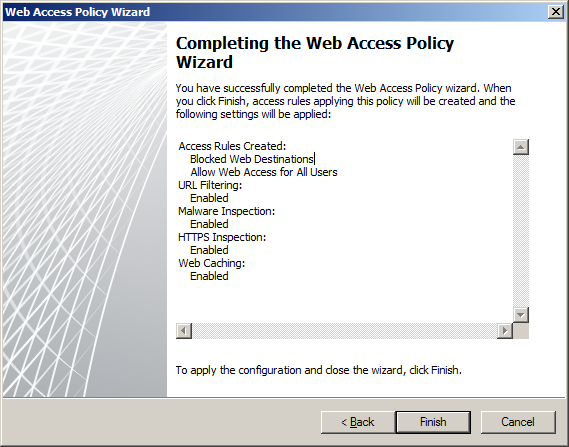 Web Access Policy Wizard
Completing the Web Access Policy
Wizard
You have successfully completed the Web Access Policy wizard. When
you click Finish, access rules applying this policy will be created and the
following settings will be applied:
Access Rules Created:
Blocked Web Destinations
Allow Web Access for All Users
URL Filtering:
Enabled
Malware Inspection:
Enabled
HTTPS Inspection:
Enabled
Web Caching:
Enabled
To apply the configuration and close the wizard, click Finish.
< Back
Finish
Cancel